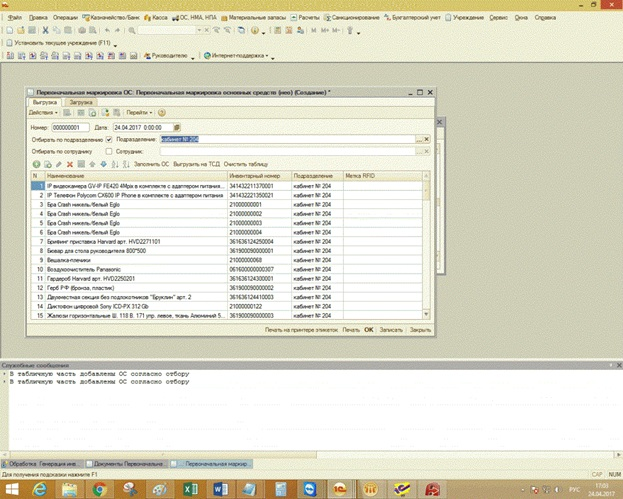 Файл Правка Операции Казначейство/Банк Касса ОС, НМА, НПА Материальные запасы Расчеты Санкционирование Бухгалтерский учет Учреждение Сервис Окна Справка
M M+ M-
Установить текущее учреждение (F11)
Руководителю Интернет-поддержка
Первоначальная маркировка ОС: Первоначальная маркировка основных средств (нео) (Создание) *
Выгрузка Загрузка
Действия Перейти
Номер: 000000001 Дата: 24.04.2017 0:00:00
Отбирать по подразделению Подразделение: кабинет № 204
Отбирать по сотруднику Сотрудник:
Заполнить ОС Выгрузить на ТСД Очистить таблицу
N Наименование Инвентарный номер Подразделение Метка RFID
1 IP видеокамера GV-IP FE420 4Mpix в комплекте с адаптером питания... 341432211370001 кабинет № 204
2 IP Телефон Polycom CX600 IP Phone в комплекте с адаптером питания 341432221350021 кабинет № 204
3 Бра Crash никель/белый Eglo 21000000001 кабинет № 204
4 Бра Crash никель/белый Eglo 21000000002 кабинет № 204
5 Бра Crash никель/белый Eglo 21000000003 кабинет № 204
6 Бра Crash никель/белый Eglo 21000000004 кабинет № 204
7 Брифинг приставка Harvard арт. HVD2271101 361636124250004 кабинет № 204
8 Бювар для стола руководителя 800*500 361900090000001 кабинет № 204
9 Вешалка-плечики 21000000068 кабинет № 204
10 Воздухоочиститель Panasonic 061600000000307 кабинет № 204
11 Гардероб Harvard арт. HVD2250201 361636124300001 кабинет № 204
12 Герб РФ (бронза, пластик) 361900090000002 кабинет № 204
13 Двухместная секция без подлокотников "Бруклин" арт. 2 361636124410003 кабинет № 204
14 Диктофон цифровой Sony ICD-PX 312 Gb 21000000122 кабинет № 204
15 Жалюзи горизонтальные Ш. 118 В. 171 упр. левое, ткань Алюминий 5... 361900090000003 кабинет № 204
Печать на принтере этикеток Печать OK Записать Закрыть
Служебные сообщения
В табличную часть добавлены ОС согласно отбору
В табличную часть добавлены ОС согласно отбору
Обработка Генерация инв... Документы Первоначальне... Первоначальная маркир...
Для получения подсказки нажмите F1 CAP NUM
РУС 17:05
24.04.2017